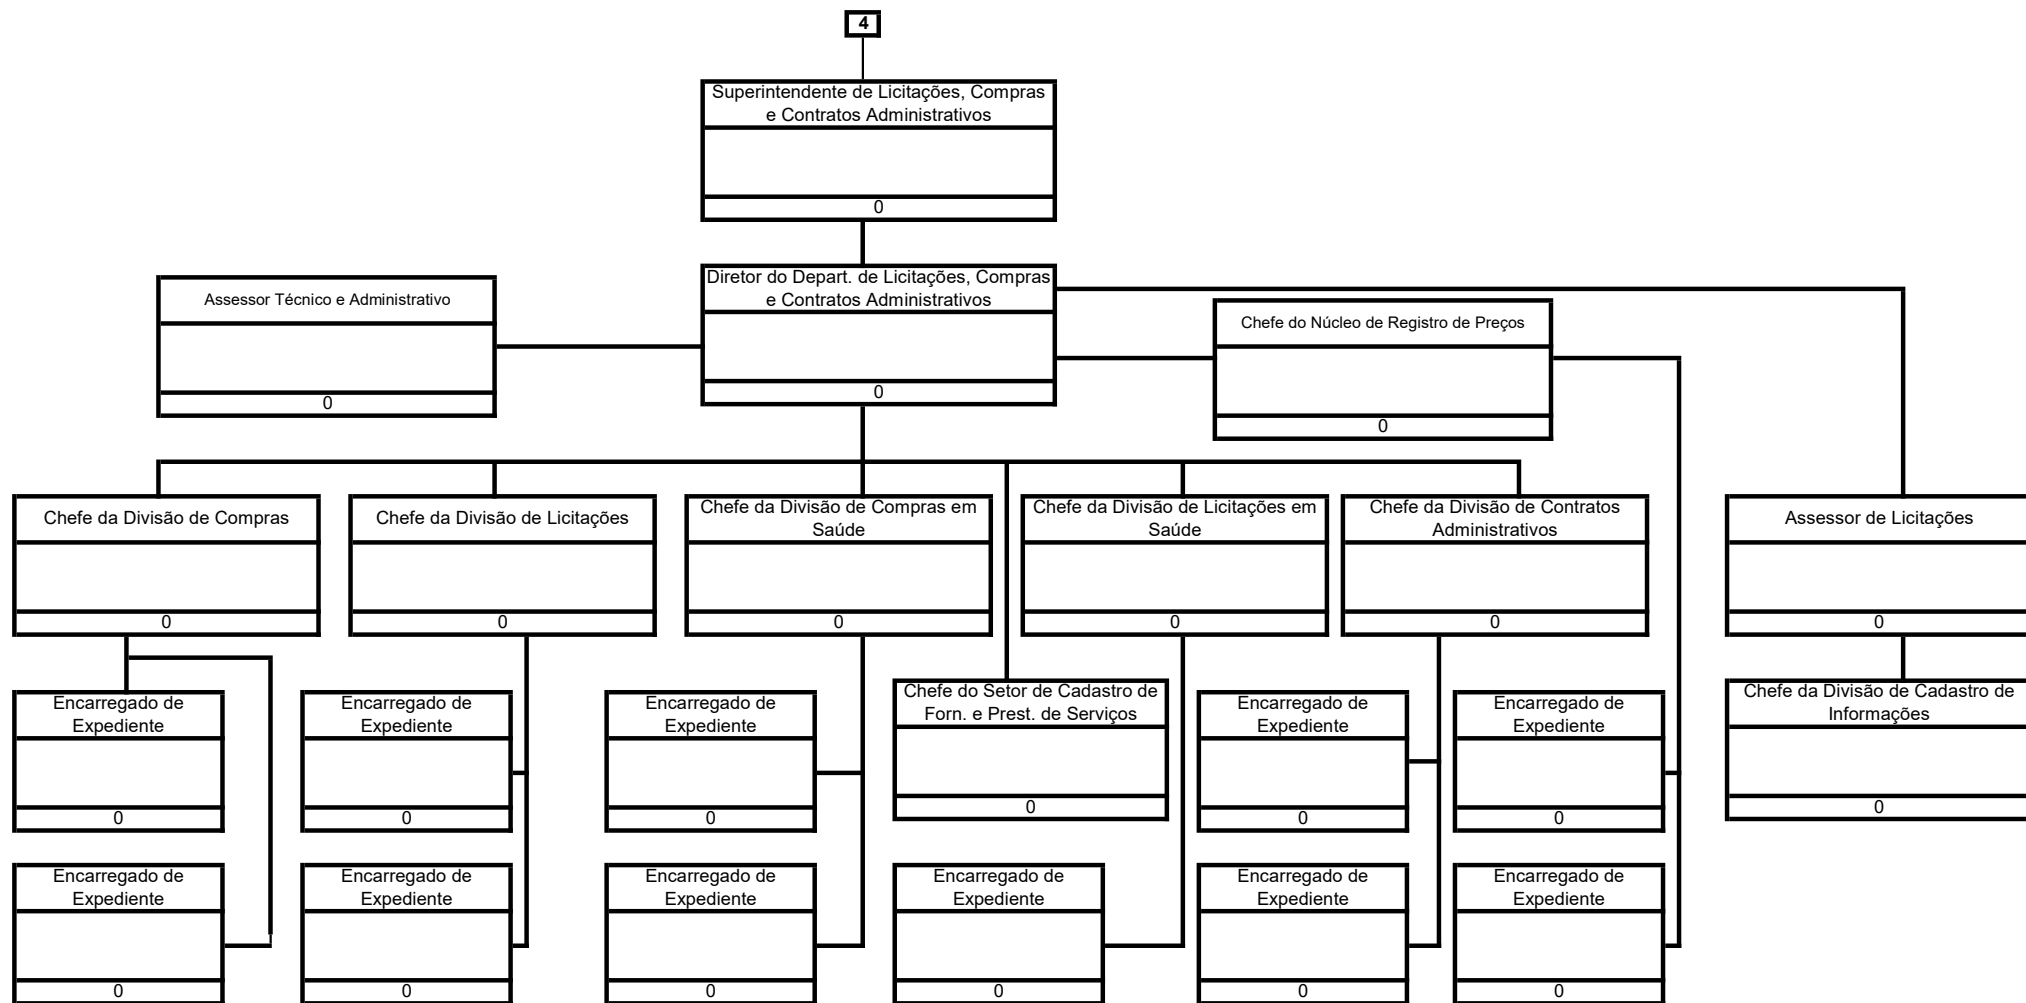 4
Superintendente de Licitações, Compras
e Contratos Administrativos
0
Diretor do Depart. de Licitações, Compras
e Contratos Administrativos
0
Assessor Técnico e Administrativo
0
Chefe do Núcleo de Registro de Preços
0
Chefe da Divisão de Compras
0
Chefe da Divisão de Licitações
0
Chefe da Divisão de Compras em
Saúde
0
Chefe da Divisão de Licitações em
Saúde
0
Chefe da Divisão de Contratos
Administrativos
0
Assessor de Licitações
0
Encarregado de
Expediente
0
Encarregado de
Expediente
0
Encarregado de
Expediente
0
Chefe do Setor de Cadastro de
Forn. e Prest. de Serviços
0
Encarregado de
Expediente
0
Encarregado de
Expediente
0
Chefe da Divisão de Cadastro de
Informações
0
Encarregado de
Expediente
0
Encarregado de
Expediente
0
Encarregado de
Expediente
0
Encarregado de
Expediente
0
Encarregado de
Expediente
0
Encarregado de
Expediente
0